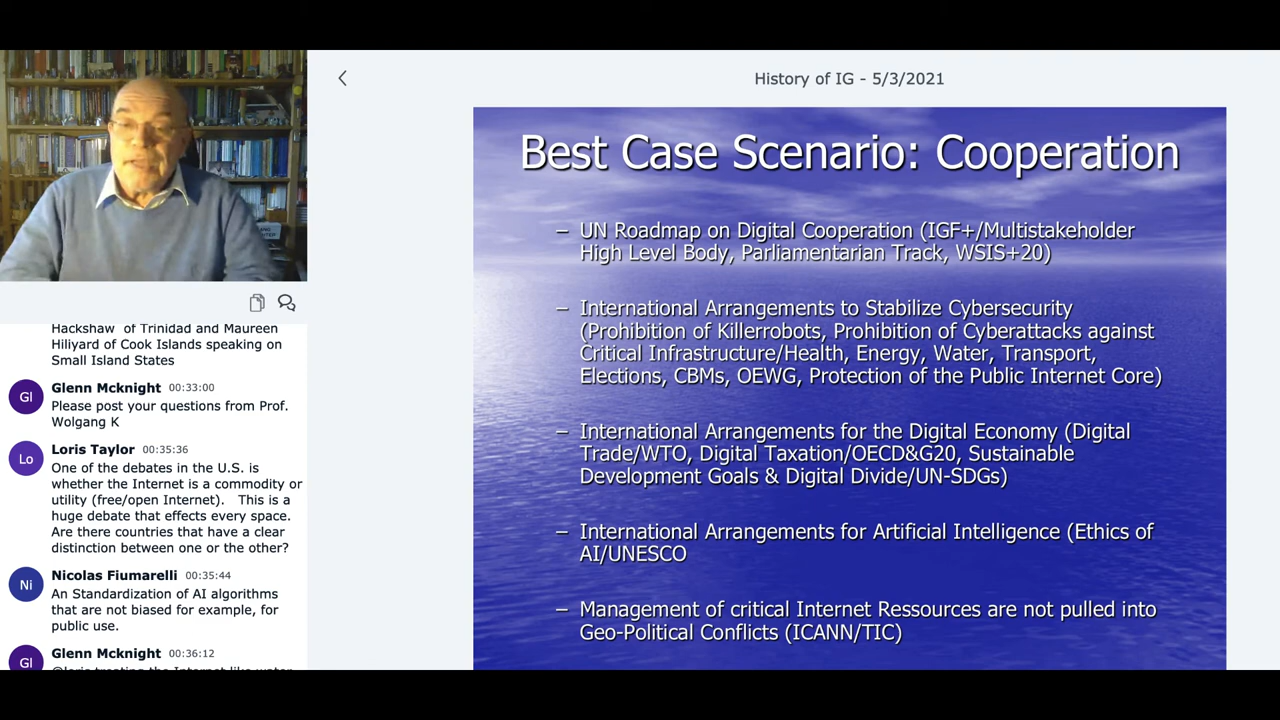 History of IG - 5/3/2021
Best Case Scenario: Cooperation
– UN Roadmap on Digital Cooperation (IGF+/Multistakeholder
High Level Body, Parliamentarian Track, WSIS+20)
– International Arrangements to Stabilize Cybersecurity
(Prohibition of Killerrobots, Prohibition of Cyberattacks against
Critical Infrastructure/Health, Energy, Water, Transport,
Elections, CBMs, OEWG, Protection of the Public Internet Core)
– International Arrangements for the Digital Economy (Digital
Trade/WTO, Digital Taxation/OECD&G20, Sustainable
Development Goals & Digital Divide/UN-SDGs)
– International Arrangements for Artificial Intelligence (Ethics of
AI/UNESCO
– Management of critical Internet Ressources are not pulled into
Geo-Political Conflicts (ICANN/TIC)
Hackshaw of Trinidad and Maureen
Hiliyard of Cook Islands speaking on
Small Island States
Gl
Glenn Mcknight 00:33:00
Please post your questions from Prof.
Wolgang K
Lo
Loris Taylor 00:35:36
One of the debates in the U.S. is
whether the Internet is a commodity or
utility (free/open Internet). This is a
huge debate that effects every space.
Are there countries that have a clear
distinction between one or the other?
Ni
Nicolas Fiumarelli 00:35:44
An Standardization of AI algorithms
that are not biased for example, for
public use.
Gl
Glenn Mcknight 00:36:12
@loris treating the Internet like water